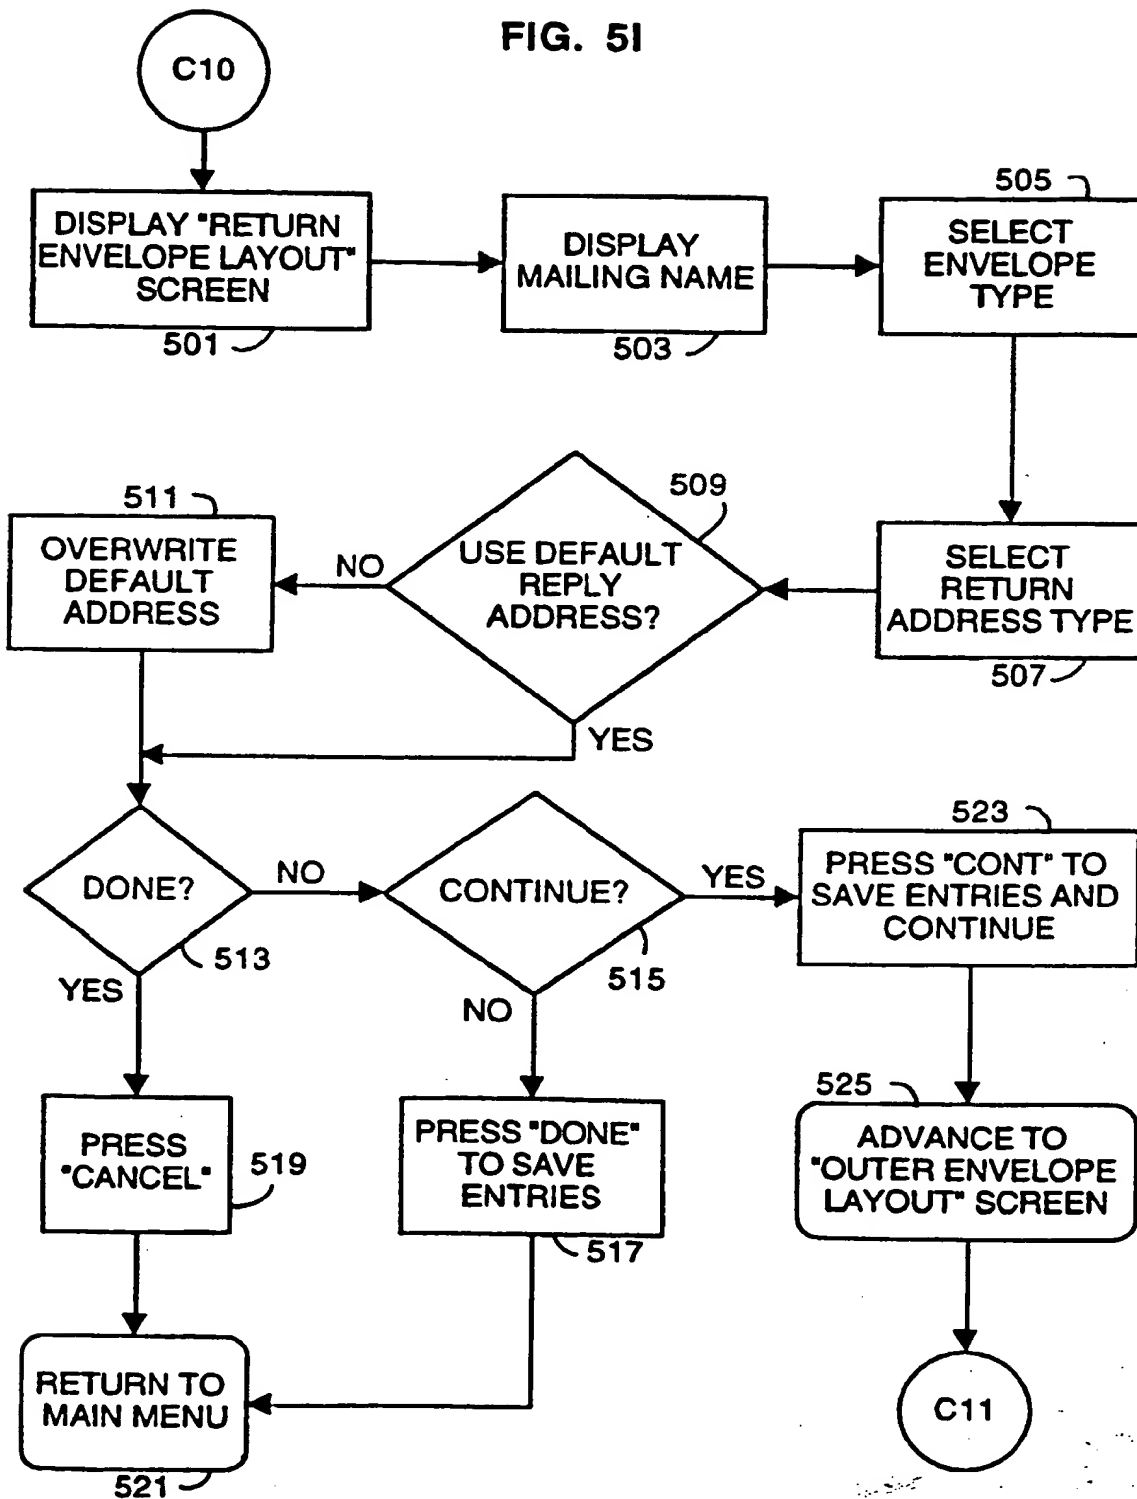 FIG. 5I
C10
DISPLAY "RETURN
ENVELOPE LAYOUT"
SCREEN
501
DISPLAY
MAILING NAME
503
505
SELECT
ENVELOPE
TYPE
SELECT
RETURN
ADDRESS TYPE
507
509
USE DEFAULT
REPLY
ADDRESS?
NO
YES
511
OVERWRITE
DEFAULT
ADDRESS
DONE?
513
NO
YES
CONTINUE?
515
YES
NO
523
PRESS "CONT" TO
SAVE ENTRIES AND
CONTINUE
PRESS
"CANCEL"
519
PRESS "DONE"
TO SAVE
ENTRIES
517
525
ADVANCE TO
"OUTER ENVELOPE
LAYOUT" SCREEN
RETURN TO
MAIN MENU
521
C11